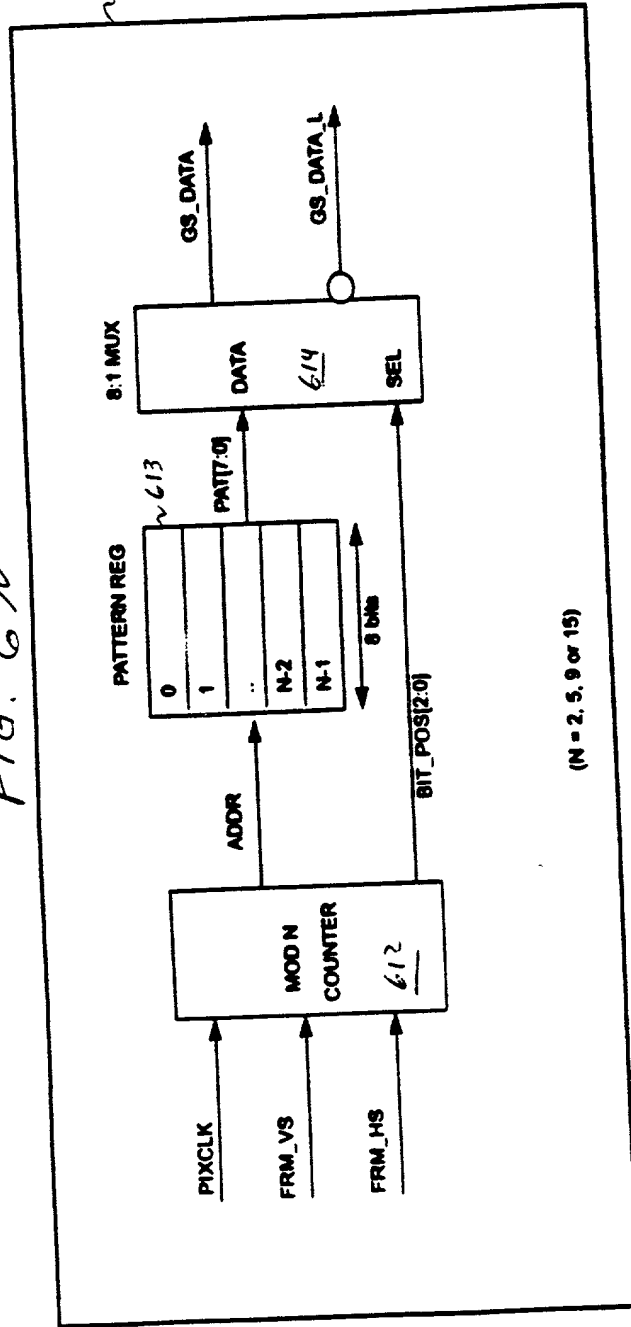 FIG. 6N
PIXCLK
FRM_VS
FRM_HS
MOD N
COUNTER
612
ADDR
BIT_POS[2:0]
PATTERN REG
613
0
1
..
N-2
N-1
8 bits
PAT[7:0]
8:1 MUX
DATA
614
SEL
GS_DATA
GS_DATA_L
(N = 2, 5, 9 or 15)